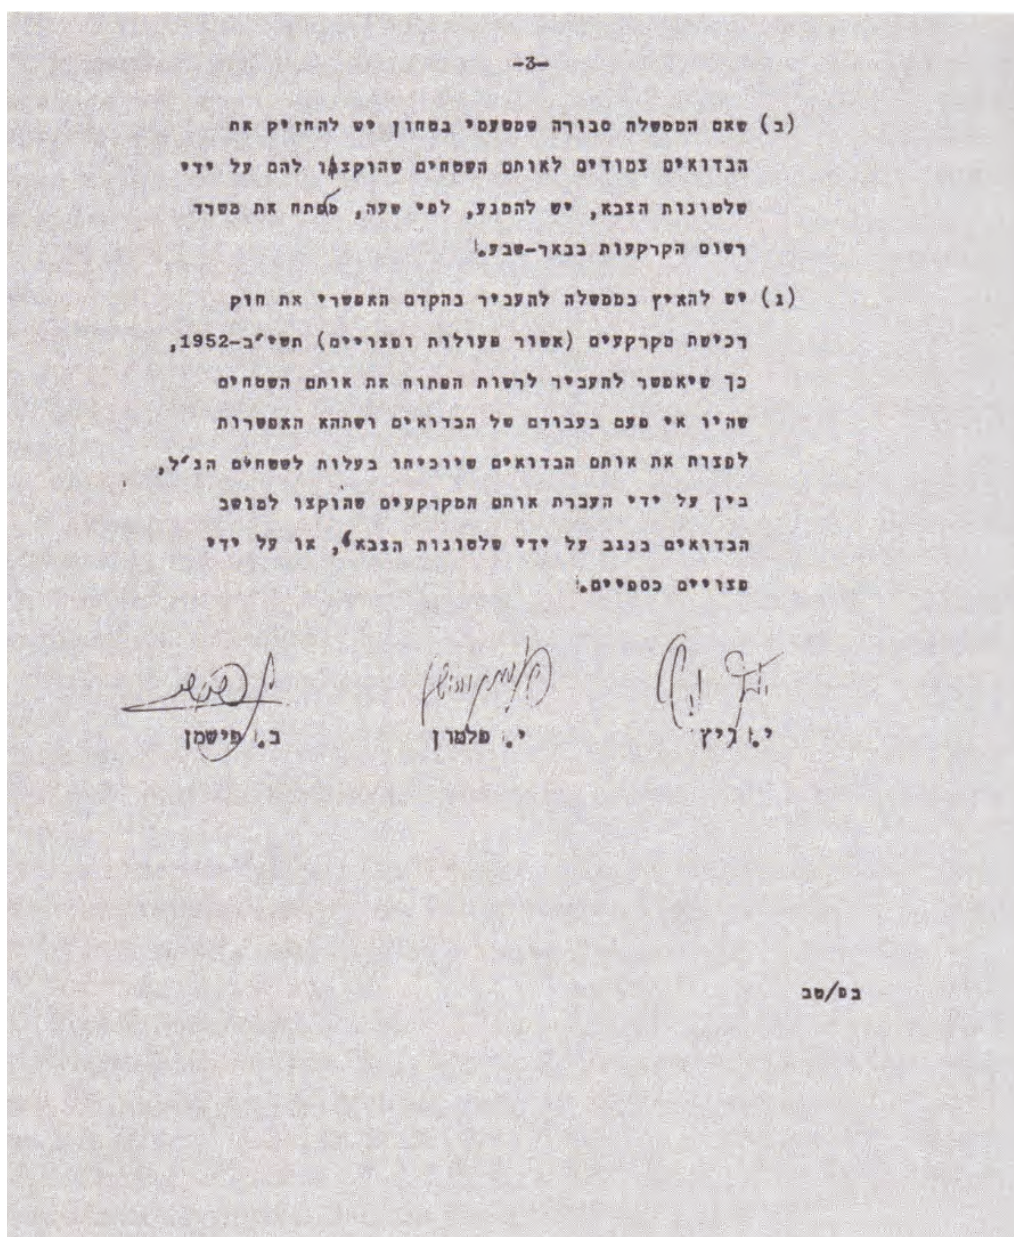 -3-
(ב) שאם הממשלה סבורה שמטעמי בטחון יש להחזיק את
הבדואים צמודים לאותם השטחים שהוקצו להם על ידי
שלטונות הצבא, יש להמנע, לפי שעה, מפתח את משרד
רשום הקרקעות בבאר-שבע.
(ג) יש להאיץ בממשלה להעביר בהקדם האפשרי את חוק
רכישת מקרקעים (אשור פעולות ופצויים) תשי"ב-1952,
כך שיאפשר להעביר לרשות הפתוח את אותם השטחים
שהיו אי פעם בעבודם של הבדואים ושתהא האפשרות
לפצות את אותם הבדואים שיוכיחו בעלות לשטחים הנ"ל,
בין על ידי העברת אותם המקרקעים שהוקצו למושב
הבדואים בנגב על ידי שלטונות הצבא, או על ידי
פצויים כספיים.
י. ויץ
י. פלמון
ב. פישמן
בפ/טב